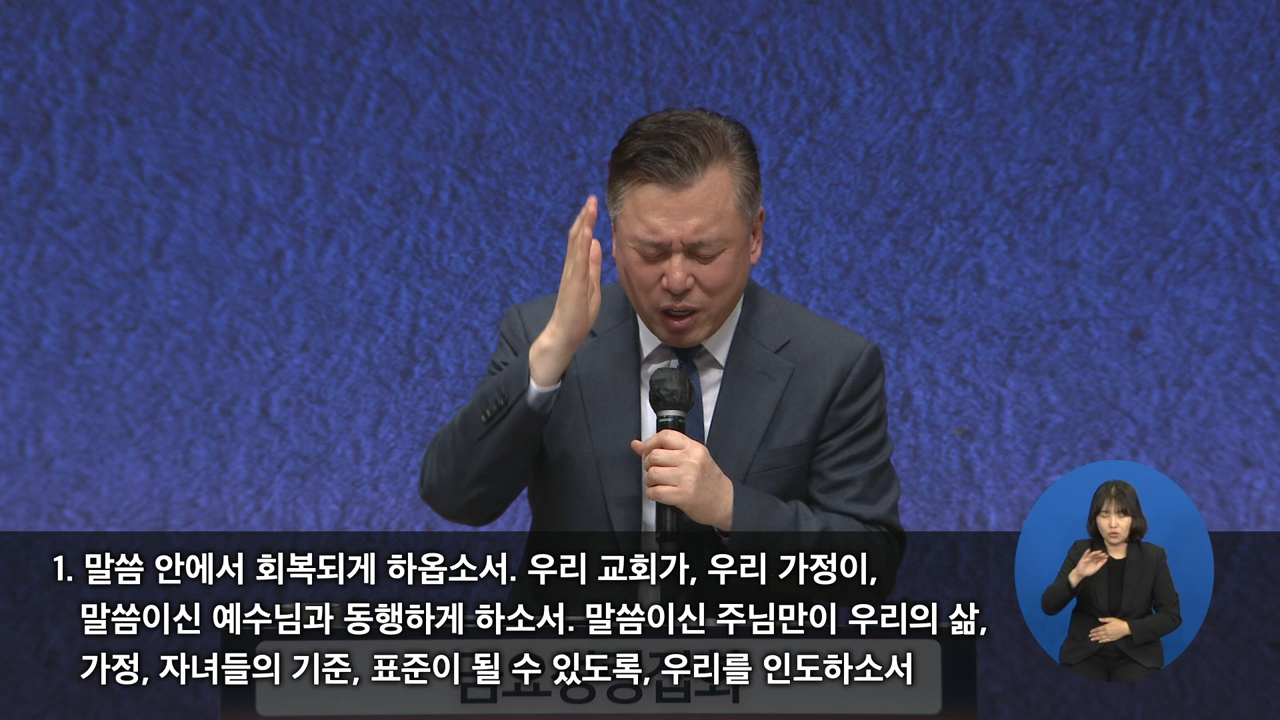 1. 말씀 안에서 회복되게 하옵소서. 우리 교회가, 우리 가정이,
말씀이신 예수님과 동행하게 하소서. 말씀이신 주님만이 우리의 삶,
가정, 자녀들의 기준, 표준이 될 수 있도록, 우리를 인도하소서